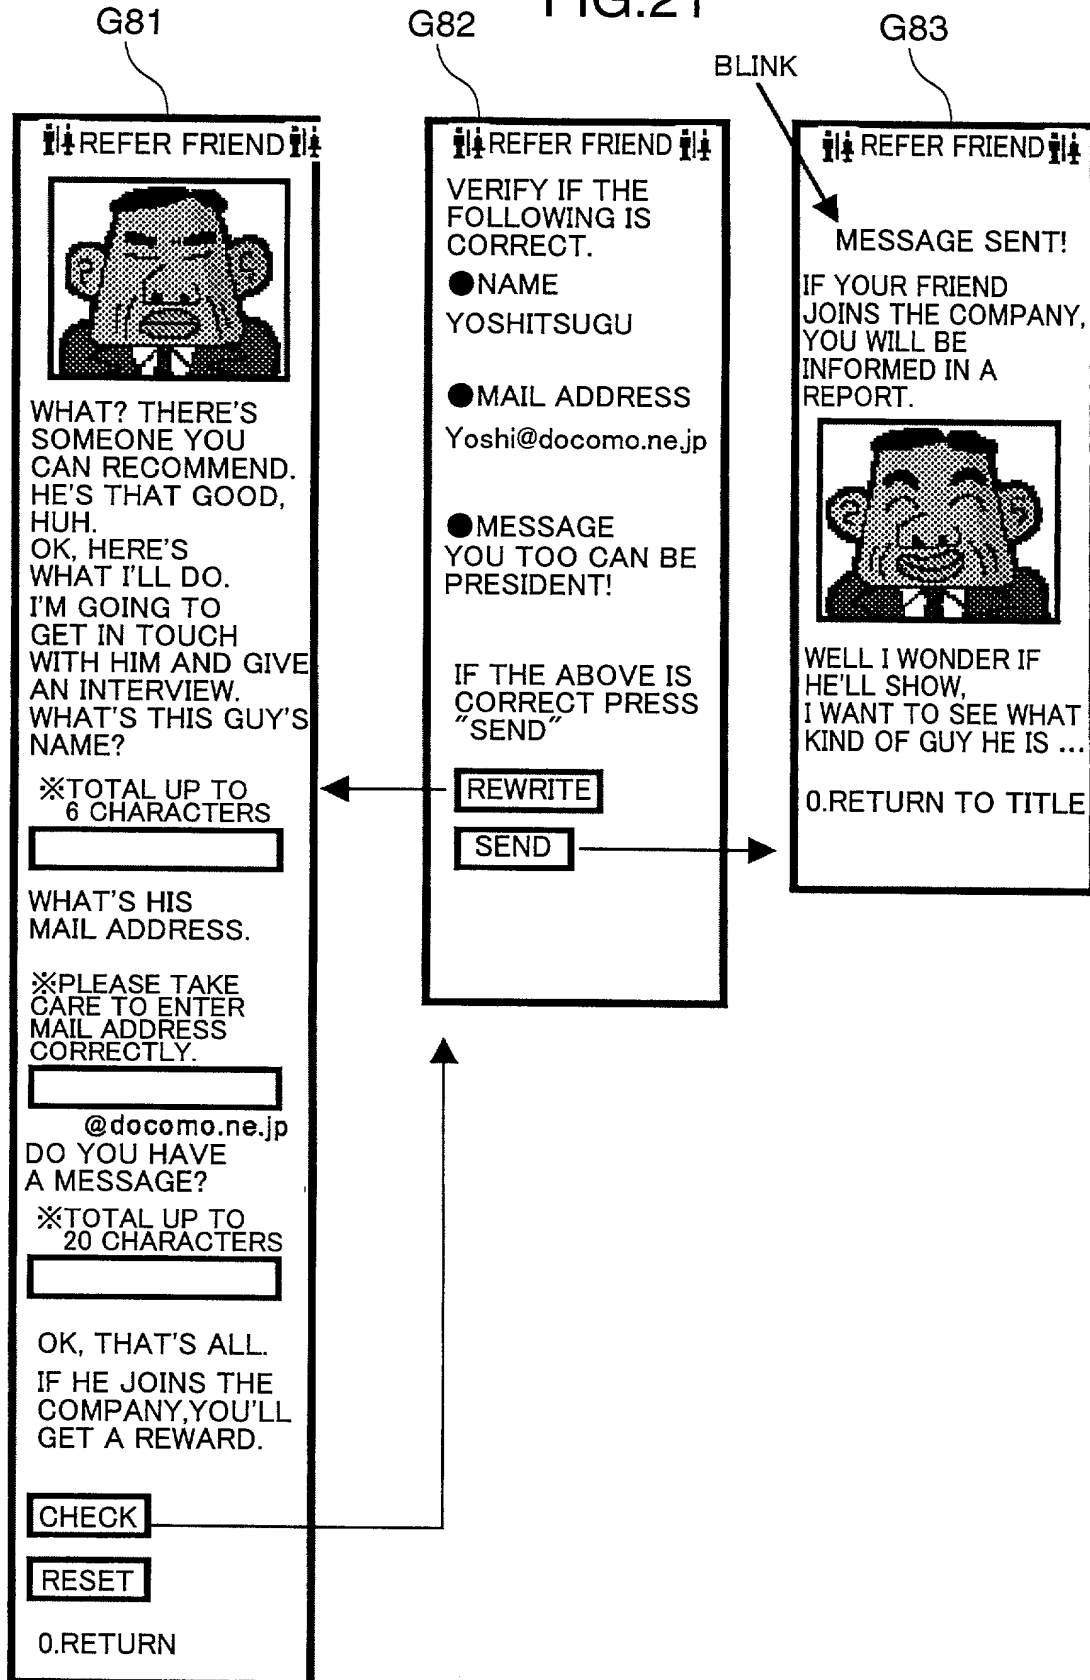 FIG.21
G81
REFER FRIEND
WHAT? THERE'S
SOMEONE YOU
CAN RECOMMEND.
HE'S THAT GOOD,
HUH.
OK, HERE'S
WHAT I'LL DO.
I'M GOING TO
GET IN TOUCH
WITH HIM AND GIVE
AN INTERVIEW.
WHAT'S THIS GUY'S
NAME?
※TOTAL UP TO
6 CHARACTERS
WHAT'S HIS
MAIL ADDRESS.
※PLEASE TAKE
CARE TO ENTER
MAIL ADDRESS
CORRECTLY.
@docomo.ne.jp
DO YOU HAVE
A MESSAGE?
※TOTAL UP TO
20 CHARACTERS
OK, THAT'S ALL.
IF HE JOINS THE
COMPANY,YOU'LL
GET A REWARD.
CHECK
RESET
0.RETURN
G82
REFER FRIEND
VERIFY IF THE
FOLLOWING IS
CORRECT.
●NAME
YOSHITSUGU
●MAIL ADDRESS
Yoshi@docomo.ne.jp
●MESSAGE
YOU TOO CAN BE
PRESIDENT!
IF THE ABOVE IS
CORRECT PRESS
"SEND"
REWRITE
SEND
G83
BLINK
REFER FRIEND
MESSAGE SENT!
IF YOUR FRIEND
JOINS THE COMPANY,
YOU WILL BE
INFORMED IN A
REPORT.
WELL I WONDER IF
HE'LL SHOW,
I WANT TO SEE WHAT
KIND OF GUY HE IS ...
0.RETURN TO TITLE